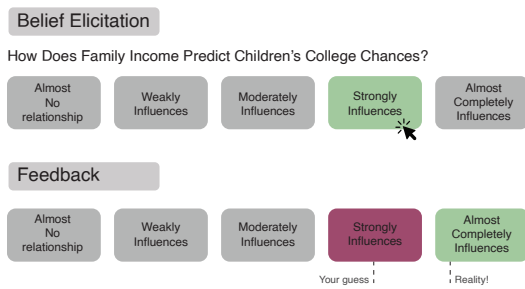 Belief Elicitation
How Does Family Income Predict Children's College Chances?
Almost
No
relationship
Weakly
Influences
Moderately
Influences
Strongly
Influences
Almost
Completely
Influences
Feedback
Almost
No
relationship
Weakly
Influences
Moderately
Influences
Strongly
Influences
Almost
Completely
Influences
Your guess
Reality!